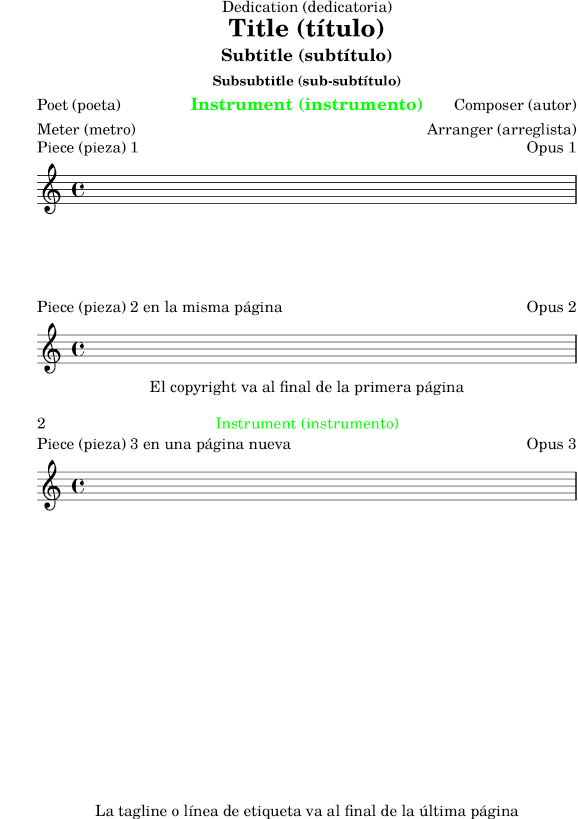 Dedication (dedicatoria)
Title (título)
Subtitle (subtítulo)
Subsubtitle (sub-subtítulo)
Poet (poeta) Instrument (instrumento) Composer (autor)
Meter (metro) Arranger (arreglista)
Piece (pieza) 1 Opus 1
Piece (pieza) 2 en la misma página Opus 2
El copyright va al final de la primera página
2 Instrument (instrumento)
Piece (pieza) 3 en una página nueva Opus 3
La tagline o línea de etiqueta va al final de la última página